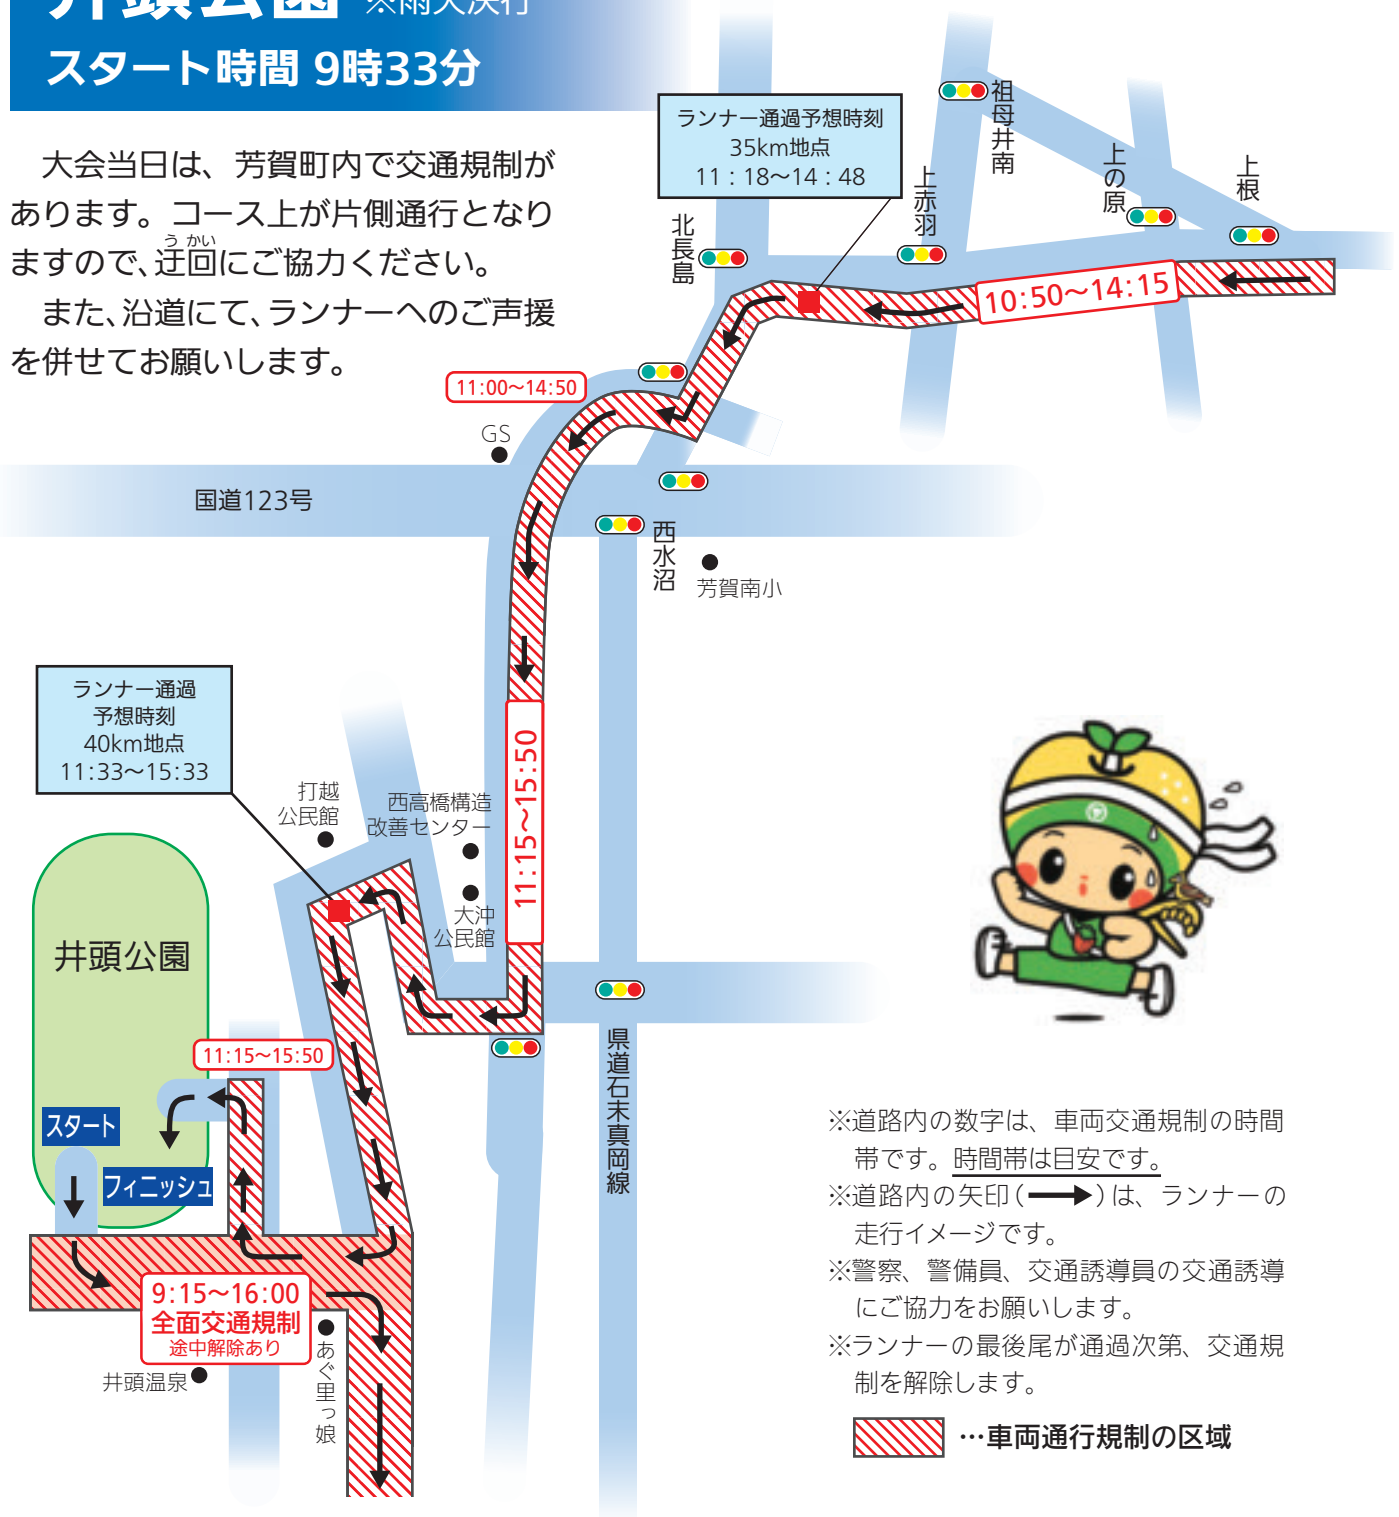 井頭公園 ※雨天決行
スタート時間 9時33分
大会当日は、芳賀町内で交通規制が
あります。コース上が片側通行となり
ますので、迂回にご協力ください。
うかい
また、沿道にて、ランナーへのご声援
を併せてお願いします。
ランナー通過予想時刻
35km地点
11：18～14：48
祖母井南
上の原
上根
上赤羽
北長島
10:50～14:15
11:00～14:50
GS
国道123号
西水沼
芳賀南小
ランナー通過
予想時刻
40km地点
11:33～15:33
打越
公民館
西高橋構造
改善センター
11:15～15:50
大沖
公民館
井頭公園
11:15～15:50
県道石末真岡線
スタート
フィニッシュ
9:15～16:00
全面交通規制
途中解除あり
井頭温泉
あぐ里っ娘
※道路内の数字は、車両交通規制の時間
帯です。時間帯は目安です。
※道路内の矢印(➡)は、ランナーの
走行イメージです。
※警察、警備員、交通誘導員の交通誘導
にご協力をお願いします。
※ランナーの最後尾が通過次第、交通規
制を解除します。
…車両通行規制の区域